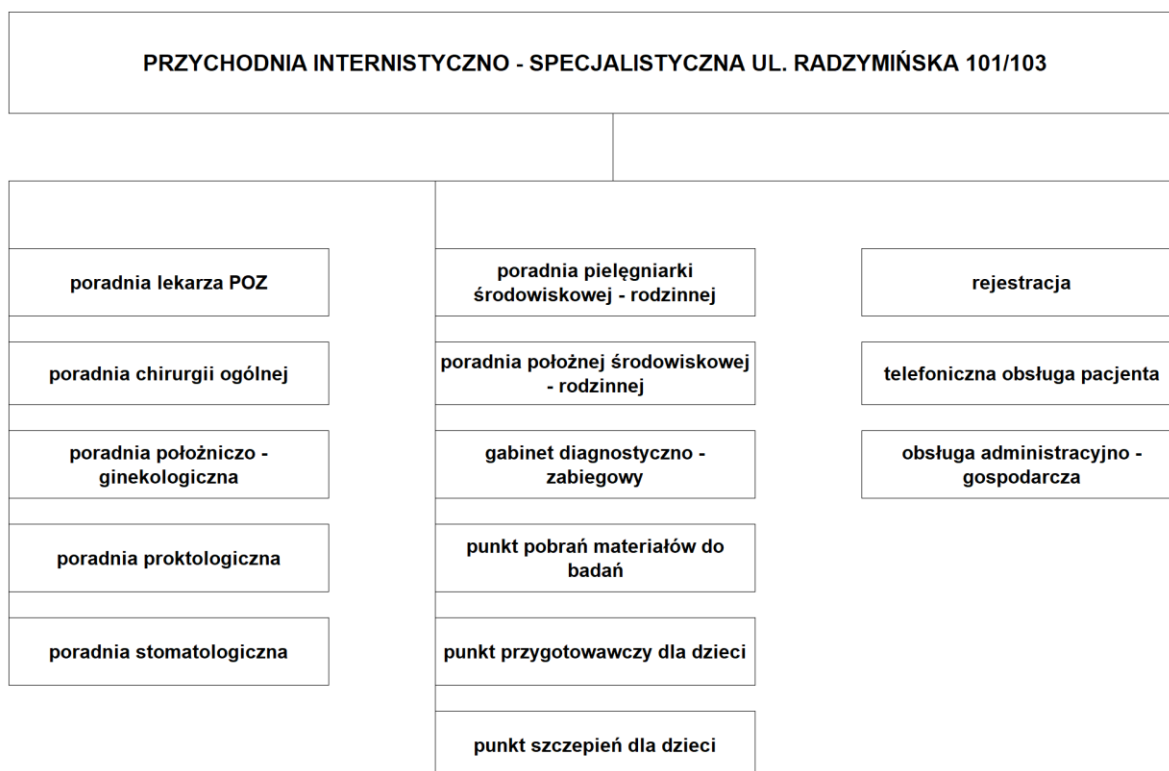 PRZYCHODNIA INTERNISTYCZNO - SPECJALISTYCZNA UL. RADZYMIŃSKA 101/103
poradnia lekarza POZ
poradnia chirurgii ogólnej
poradnia położniczo -
ginekologiczna
poradnia proktologiczna
poradnia stomatologiczna
poradnia pielęgniarki
środowiskowej - rodzinnej
poradnia położnej środowiskowej
- rodzinnej
gabinet diagnostyczno -
zabiegowy
punkt pobrań materiałów do
badań
punkt przygotowawczy dla dzieci
punkt szczepień dla dzieci
rejestracja
telefoniczna obsługa pacjenta
obsługa administracyjno -
gospodarcza